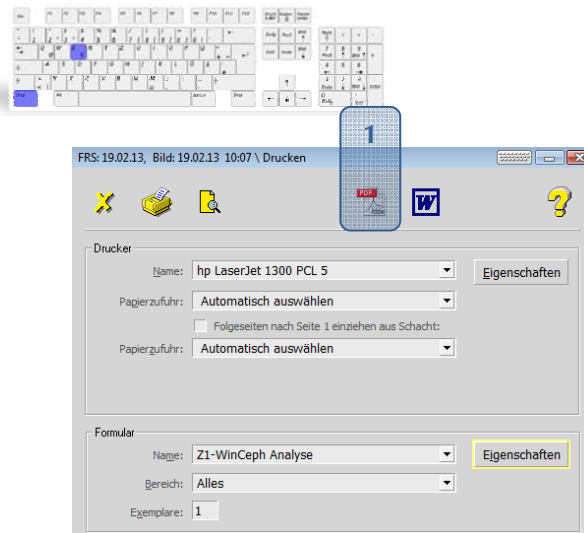 1
FRS: 19.02.13, Bild: 19.02.13 10:07 \ Drucken
PDF
W
?
Drucker
Name: hp LaserJet 1300 PCL 5 Eigenschaften
Papierzufuhr: Automatisch auswählen
Folgeseiten nach Seite 1 einziehen aus Schacht:
Papierzufuhr: Automatisch auswählen
Formular
Name: Z1-WinCeph Analyse Eigenschaften
Bereich: Alles
Exemplare: 1